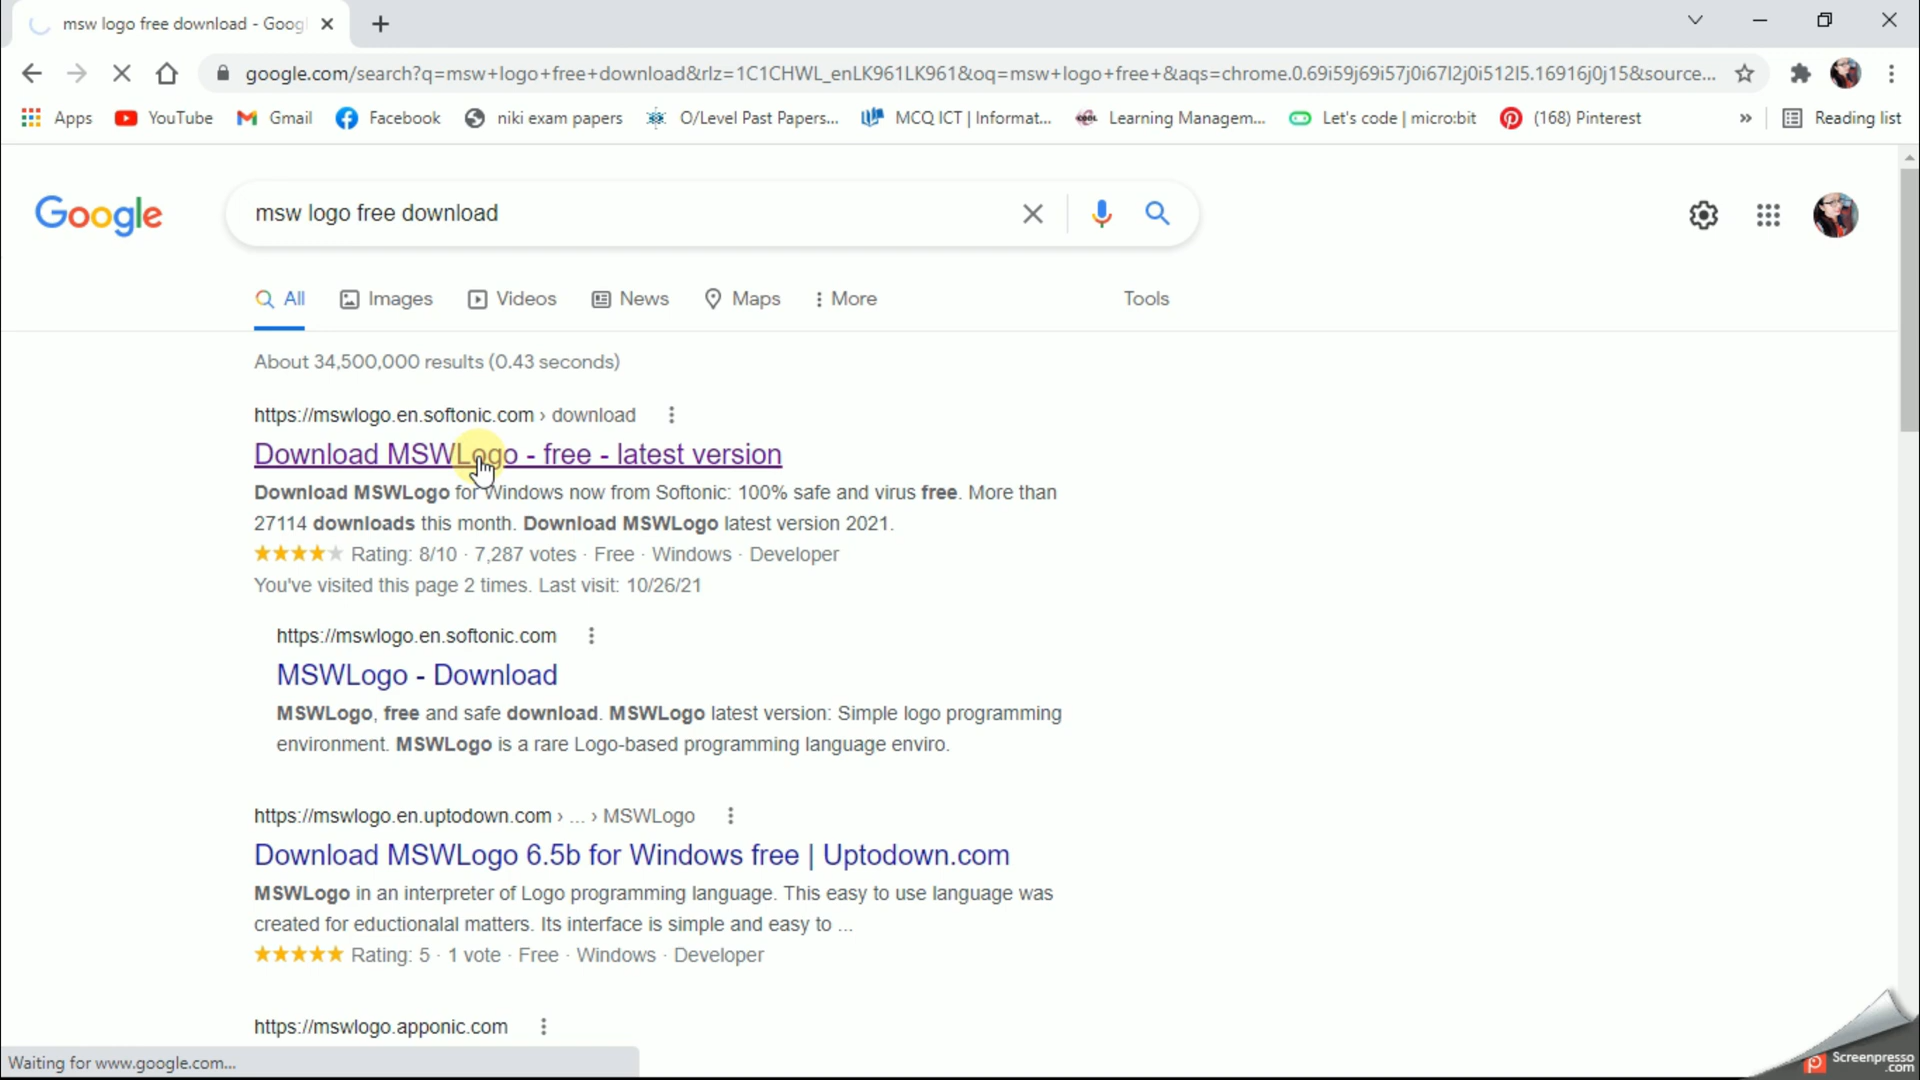 msw logo free download - Goog
google.com/search?q=msw+logo+free+download&rlz=1C1CHWL_enLK961LK961&oq=msw+logo+free+&aqs=chrome.0.69i59j69i57j0i67l2j0i512l5.16916j0j15&source...
Apps YouTube Gmail Facebook niki exam papers O/Level Past Papers... MCQ ICT | Informat... Learning Managem... Let's code | micro:bit (168) Pinterest » Reading list
Google msw logo free download
All Images Videos News Maps More Tools
About 34,500,000 results (0.43 seconds)
https://mswlogo.en.softonic.com › download
Download MSWLogo - free - latest version
Download MSWLogo for Windows now from Softonic: 100% safe and virus free. More than
27114 downloads this month. Download MSWLogo latest version 2021.
Rating: 8/10 · 7,287 votes · Free · Windows · Developer
You've visited this page 2 times. Last visit: 10/26/21
https://mswlogo.en.softonic.com
MSWLogo - Download
MSWLogo, free and safe download. MSWLogo latest version: Simple logo programming
environment. MSWLogo is a rare Logo-based programming language enviro.
https://mswlogo.en.uptodown.com › ... › MSWLogo
Download MSWLogo 6.5b for Windows free | Uptodown.com
MSWLogo in an interpreter of Logo programming language. This easy to use language was
created for eductionalal matters. Its interface is simple and easy to ...
Rating: 5 · 1 vote · Free · Windows · Developer
https://mswlogo.apponic.com
Waiting for www.google.com...
Screenpresso
.com